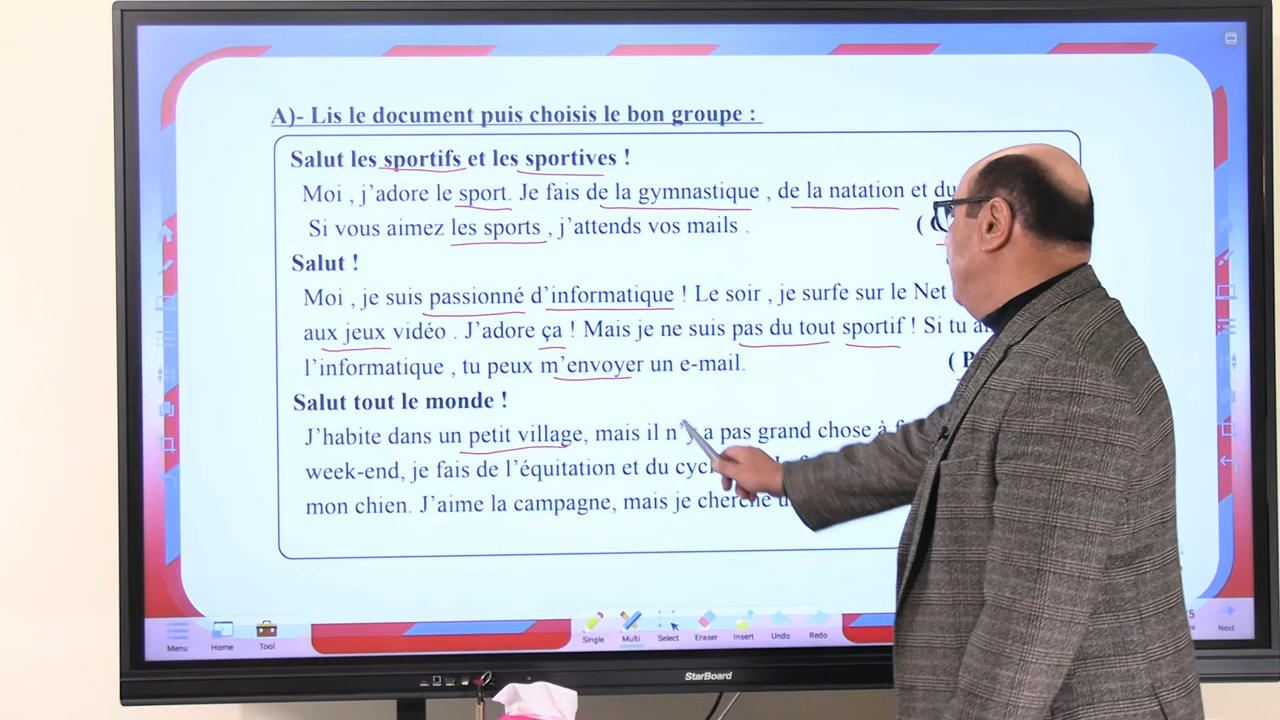 A)- Lis le document puis choisis le bon groupe :
Salut les sportifs et les sportives !
Moi , j'adore le sport. Je fais de la gymnastique , de la natation et du
Si vous aimez les sports , j'attends vos mails . (
Salut !
Moi , je suis passionné d'informatique ! Le soir , je surfe sur le Net
aux jeux vidéo . J'adore ça ! Mais je ne suis pas du tout sportif ! Si tu
l'informatique , tu peux m'envoyer un e-mail. ( P
Salut tout le monde !
J'habite dans un petit village, mais il n'y a pas grand chose à
week-end, je fais de l'équitation et du
mon chien. J'aime la campagne, mais je cherche
Menu Home Tool Single Multi Select Eraser Insert Undo Redo Next
StarBoard